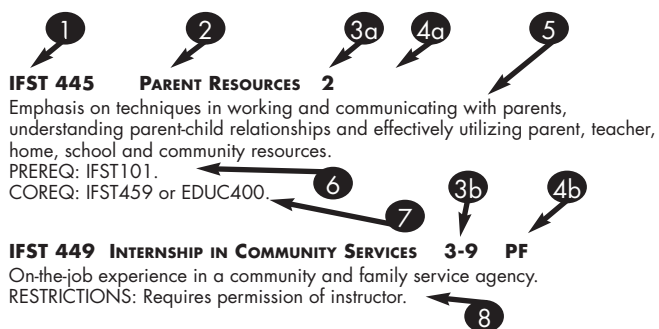 1 2 3a 4a 5
IFST 445 PARENT RESOURCES 2
Emphasis on techniques in working and communicating with parents,
understanding parent-child relationships and effectively utilizing parent, teacher,
home, school and community resources.
PREREQ: IFST101.
6
COREQ: IFST459 or EDUC400.
7 3b 4b
IFST 449 INTERNSHIP IN COMMUNITY SERVICES 3-9 PF
On-the-job experience in a community and family service agency.
RESTRICTIONS: Requires permission of instructor.
8